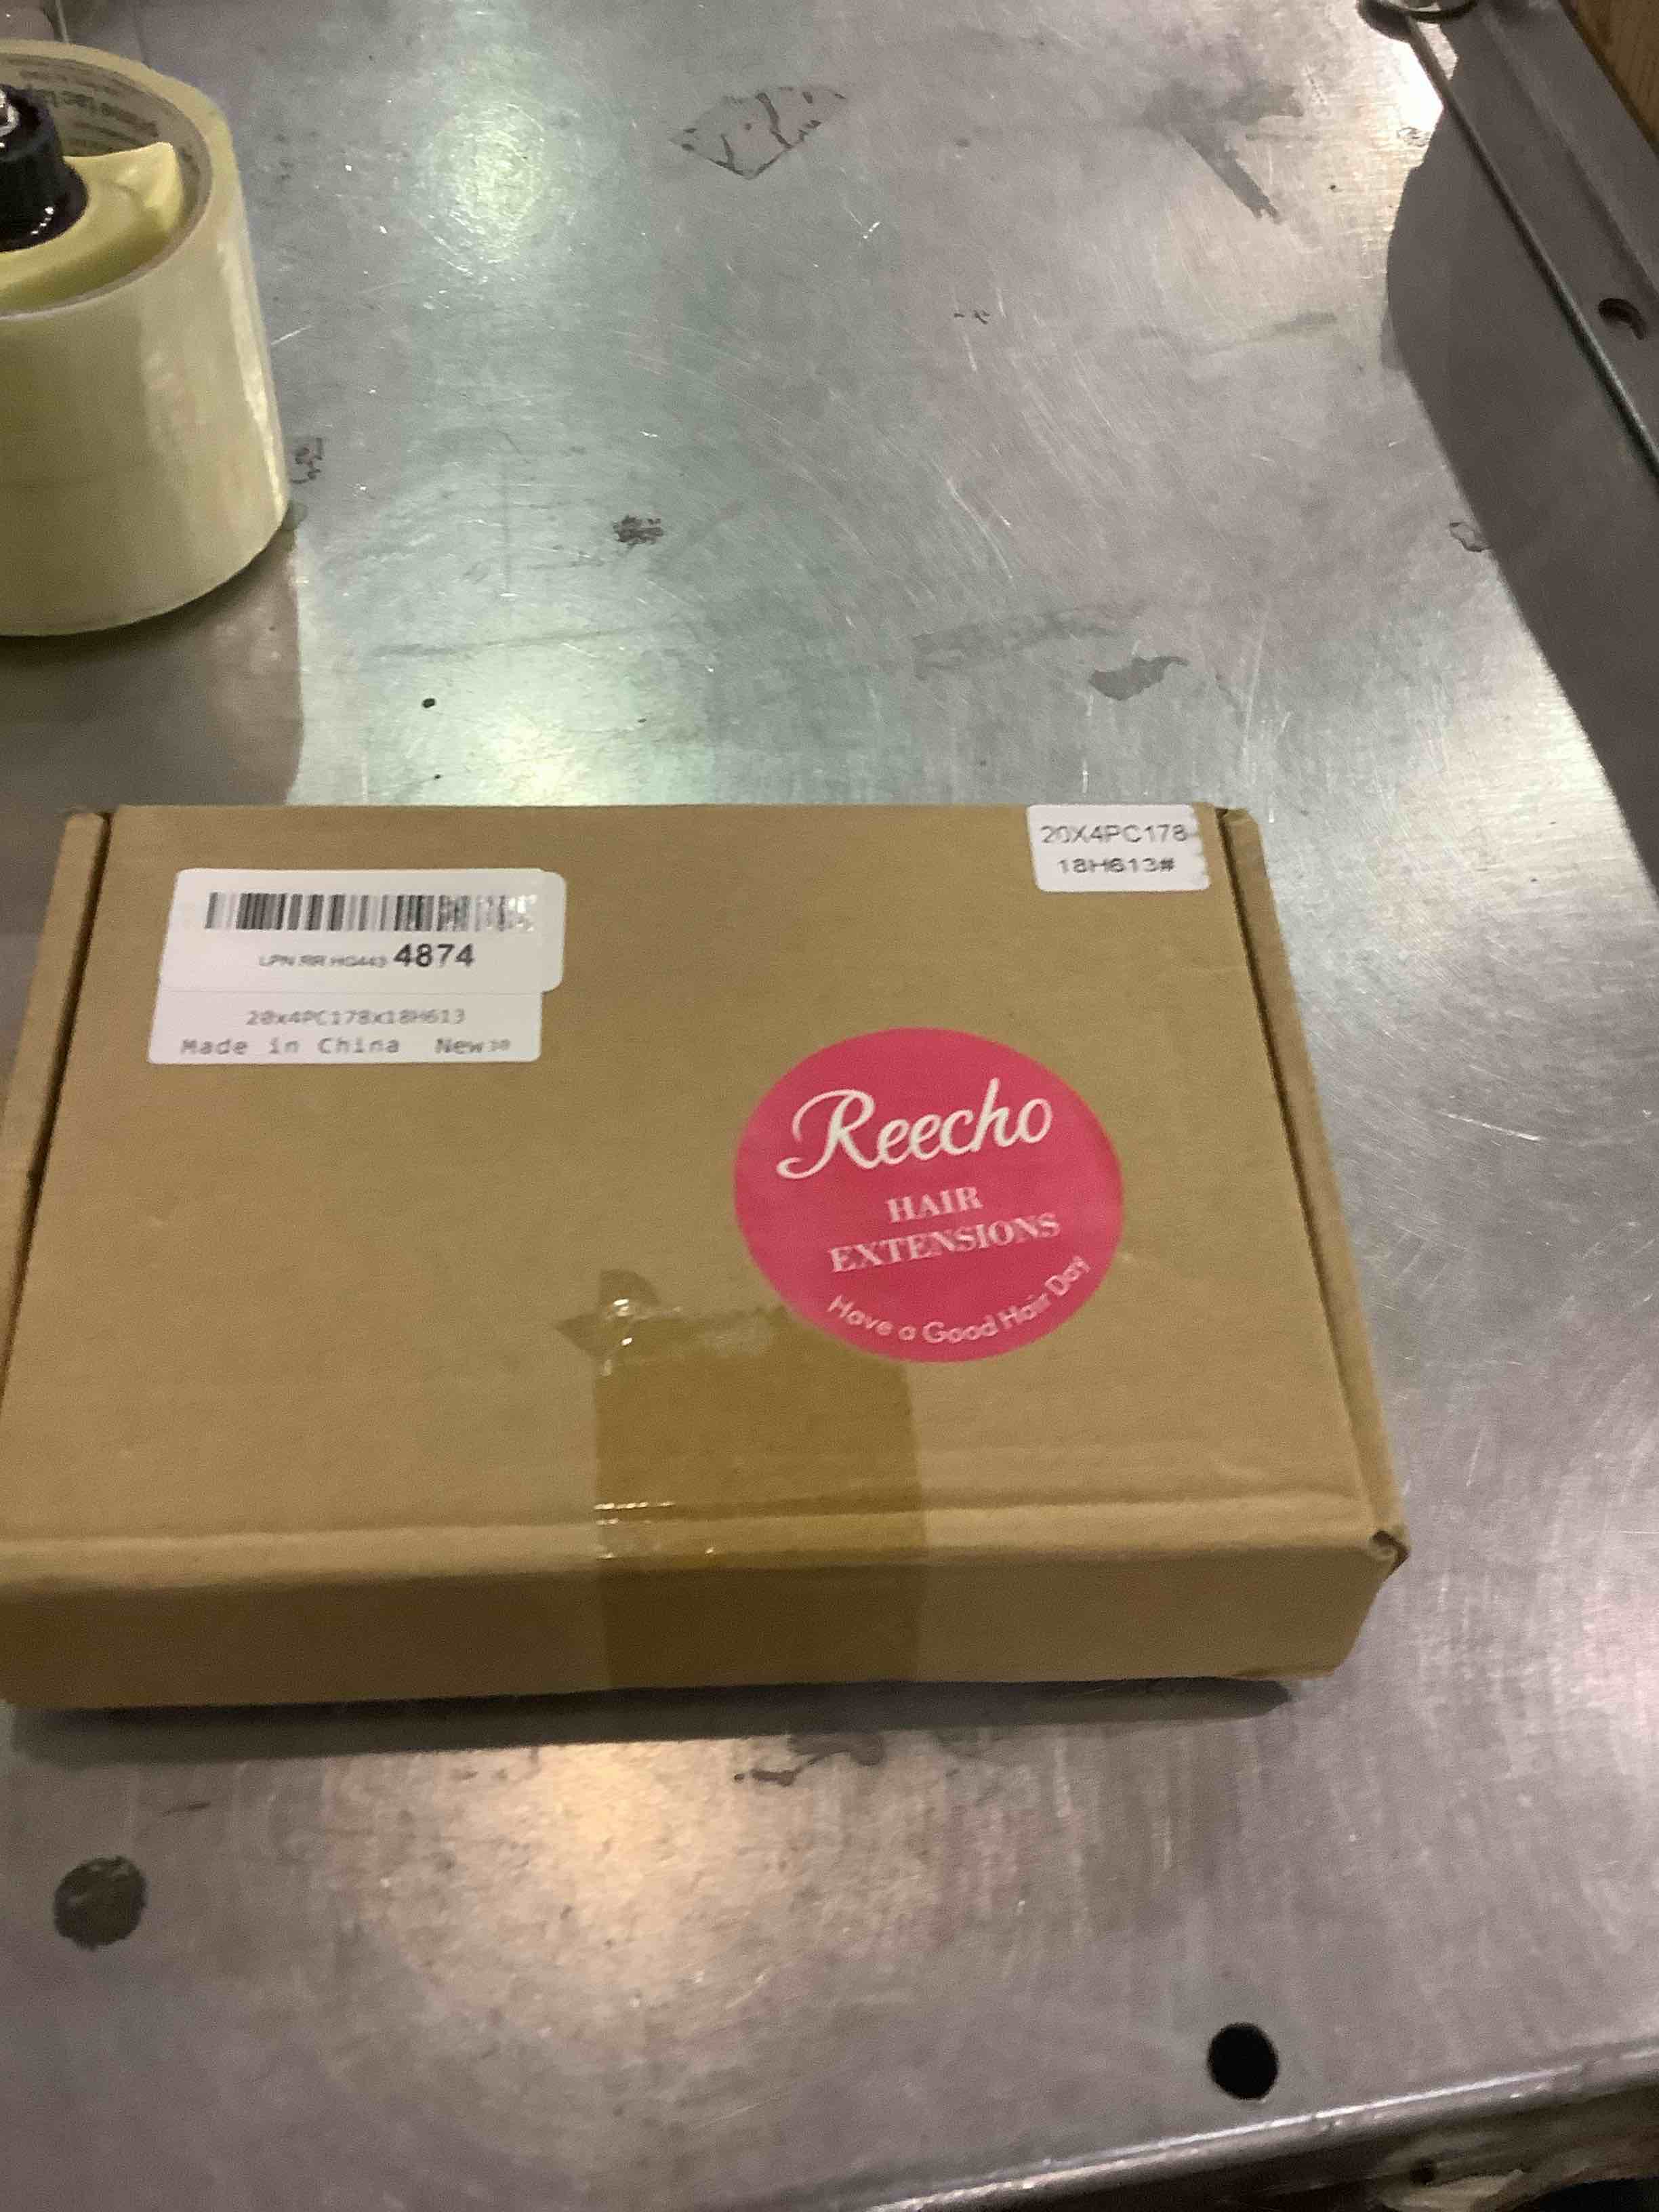 20X4PC178
18H613#
LPN RR HG443 4874
20x4PC178x18H613
Made in China New
Reecho
HAIR
EXTENSIONS
Have a Good Hair Day